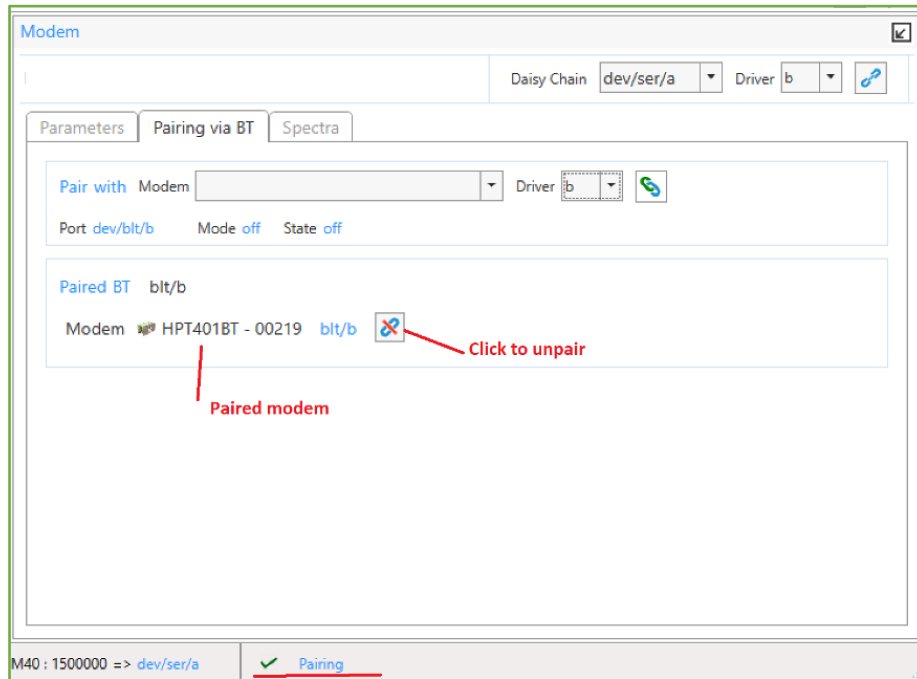 Modem
Daisy Chain dev/ser/a Driver b
Parameters Pairing via BT Spectra
Pair with Modem Driver b
Port dev/blt/b Mode off State off
Paired BT blt/b
Modem HPT401BT - 00219 blt/b
Click to unpair
Paired modem
M40 : 1500000 => dev/ser/a Pairing